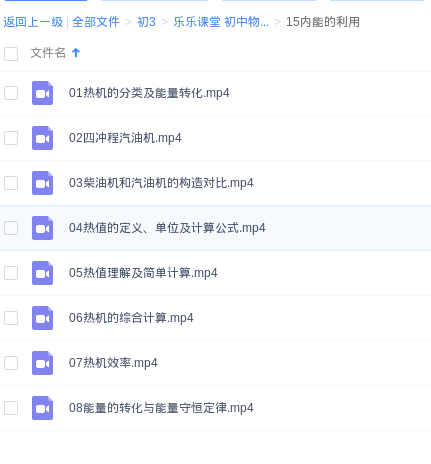 返回上一级 | 全部文件 > 初3 > 乐乐课堂 初中物... > 15内能的利用
文件名
01热机的分类及能量转化.mp4
02四冲程汽油机.mp4
03柴油机和汽油机的构造对比.mp4
04热值的定义、单位及计算公式.mp4
05热值理解及简单计算.mp4
06热机的综合计算.mp4
07热机效率.mp4
08能量的转化与能量守恒定律.mp4